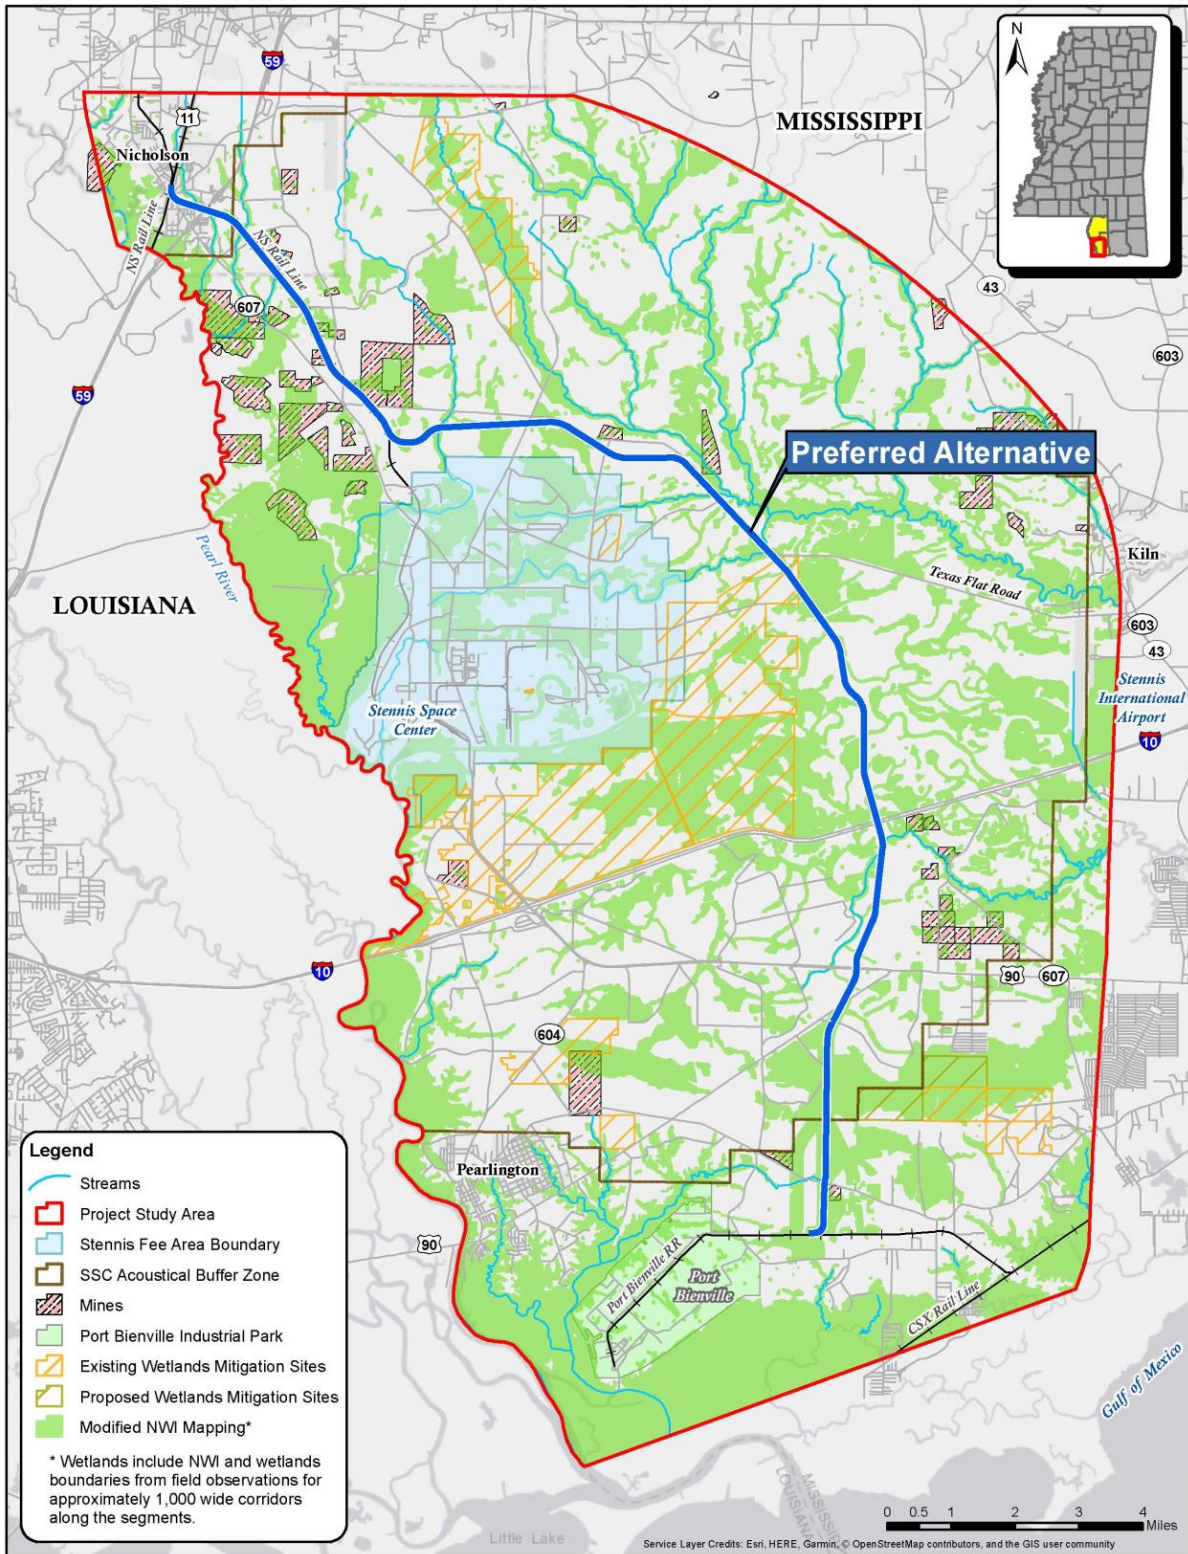 59
N
11
MISSISSIPPI
Nicholson
NS Rail Line
NS Rail Line
43
607
603
59
Preferred Alternative
Pearl River
Kiln
Texas Flat Road
LOUISIANA
603
43
Stennis
International
Airport
Stennis Space
Center
10
10
90
607
604
Legend
Streams
Project Study Area
Stennis Fee Area Boundary
SSC Acoustical Buffer Zone
Mines
Port Bienville Industrial Park
Existing Wetlands Mitigation Sites
Proposed Wetlands Mitigation Sites
Modified NWI Mapping*
* Wetlands include NWI and wetlands
boundaries from field observations for
approximately 1,000 wide corridors
along the segments.
Pearlington
90
Port Bienville RR
Port
Bienville
CSX Rail Line
Gulf of Mexico
MISSISSIPPI
LOUISIANA
Little Lake
0 0.5 1 2 3 4
Miles
Service Layer Credits: Esri, HERE, Garmin, © OpenStreetMap contributors, and the GIS user community